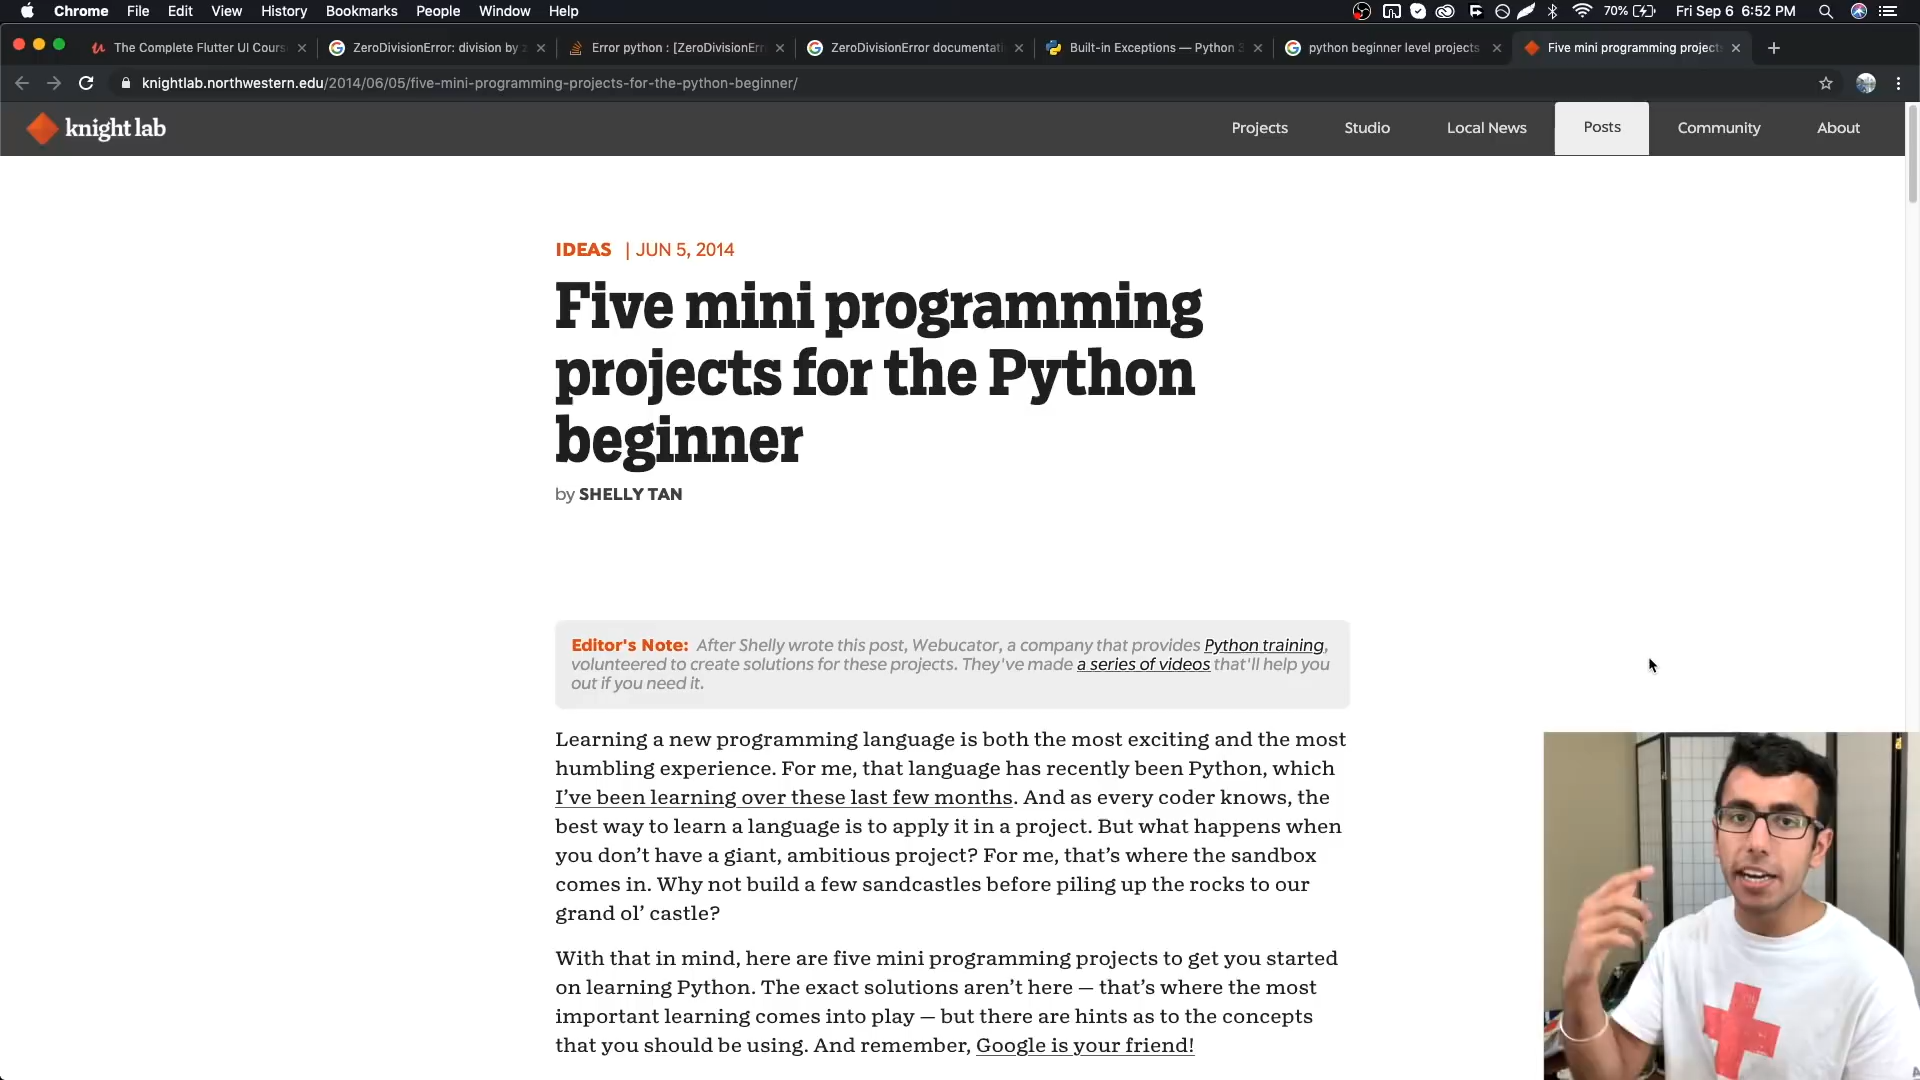 Chrome File Edit View History Bookmarks People Window Help 70% Fri Sep 6 6:52 PM
The Complete Flutter UI Cours
ZeroDivisionError: division by z
Error python : [ZeroDivisionErr
ZeroDivisionError documentati
Built-in Exceptions — Python 3
python beginner level projects
Five mini programming projects
knightlab.northwestern.edu/2014/06/05/five-mini-programming-projects-for-the-python-beginner/
knight lab
Projects Studio Local News Posts Community About
IDEAS | JUN 5, 2014
Five mini programming
projects for the Python
beginner
by SHELLY TAN
Editor's Note: After Shelly wrote this post, Webucator, a company that provides Python training,
volunteered to create solutions for these projects. They've made a series of videos that'll help you
out if you need it.
Learning a new programming language is both the most exciting and the most
humbling experience. For me, that language has recently been Python, which
I’ve been learning over these last few months. And as every coder knows, the
best way to learn a language is to apply it in a project. But what happens when
you don’t have a giant, ambitious project? For me, that’s where the sandbox
comes in. Why not build a few sandcastles before piling up the rocks to our
grand ol’ castle?
With that in mind, here are five mini programming projects to get you started
on learning Python. The exact solutions aren’t here — that’s where the most
important learning comes into play — but there are hints as to the concepts
that you should be using. And remember, Google is your friend!